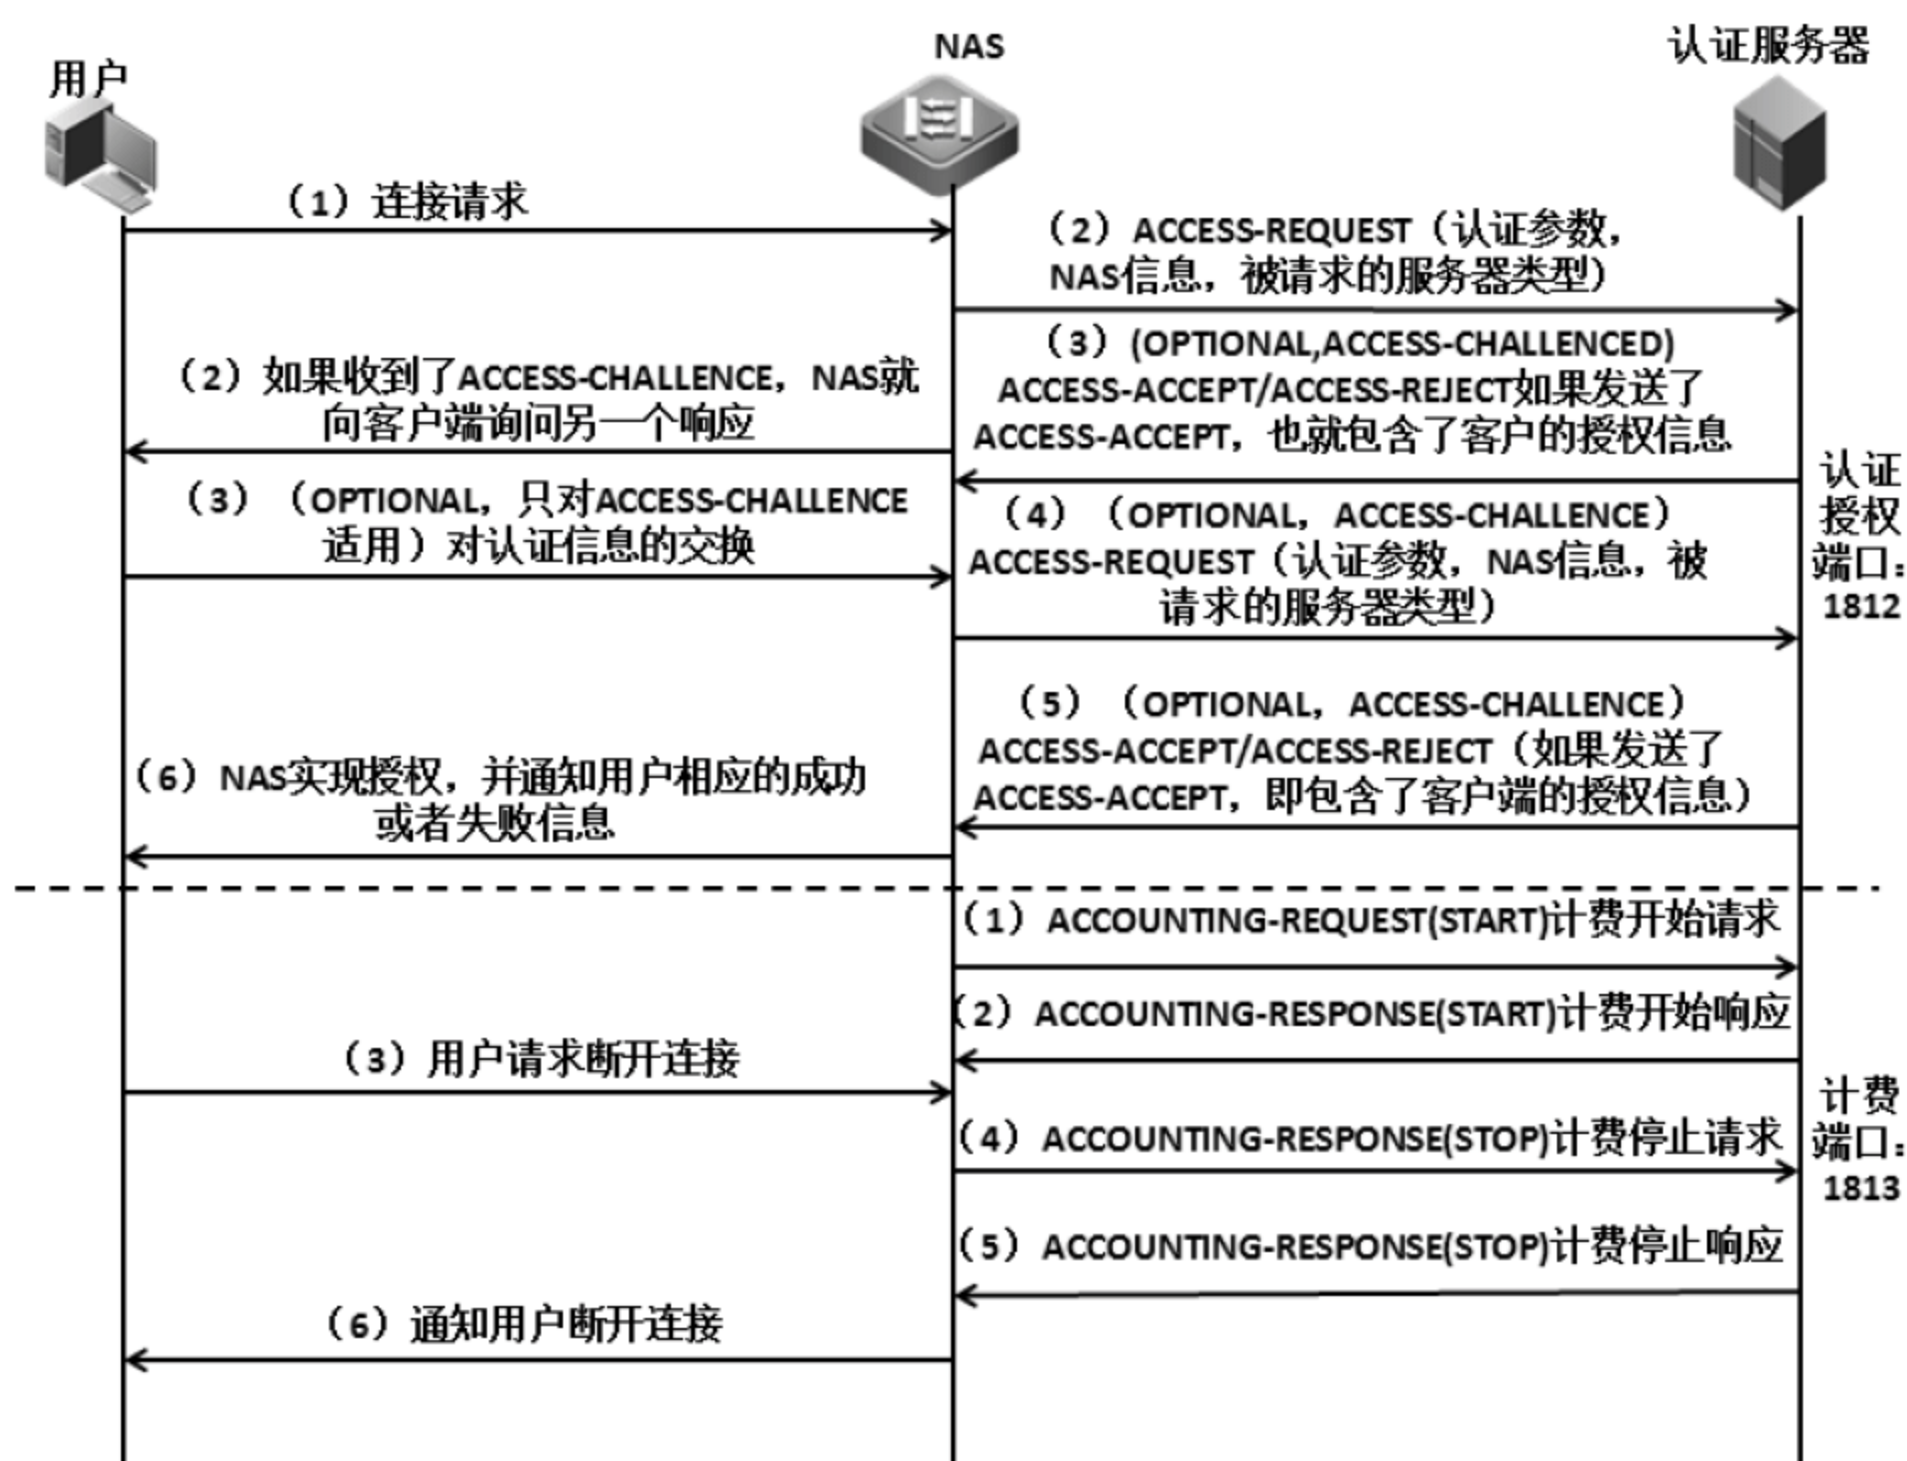 用户
NAS
认证服务器
（1）连接请求
（2）ACCESS-REQUEST（认证参数，
NAS信息，被请求的服务器类型）
（3）(OPTIONAL,ACCESS-CHALLENCED)
ACCESS-ACCEPT/ACCESS-REJECT如果发送了
ACCESS-ACCEPT，也就包含了客户的授权信息
（2）如果收到了ACCESS-CHALLENCE，NAS就
向客户端询问另一个响应
（3）（OPTIONAL，只对ACCESS-CHALLENCE
适用）对认证信息的交换
（4）（OPTIONAL，ACCESS-CHALLENCE）
ACCESS-REQUEST（认证参数，NAS信息，被
请求的服务器类型）
认证
授权
端口：
1812
（5）（OPTIONAL，ACCESS-CHALLENCE）
ACCESS-ACCEPT/ACCESS-REJECT（如果发送了
ACCESS-ACCEPT，即包含了客户端的授权信息）
（6）NAS实现授权，并通知用户相应的成功
或者失败信息
（1）ACCOUNTING-REQUEST(START)计费开始请求
（2）ACCOUNTING-RESPONSE(START)计费开始响应
（3）用户请求断开连接
（4）ACCOUNTING-RESPONSE(STOP)计费停止请求
计费
端口：
1813
（5）ACCOUNTING-RESPONSE(STOP)计费停止响应
（6）通知用户断开连接